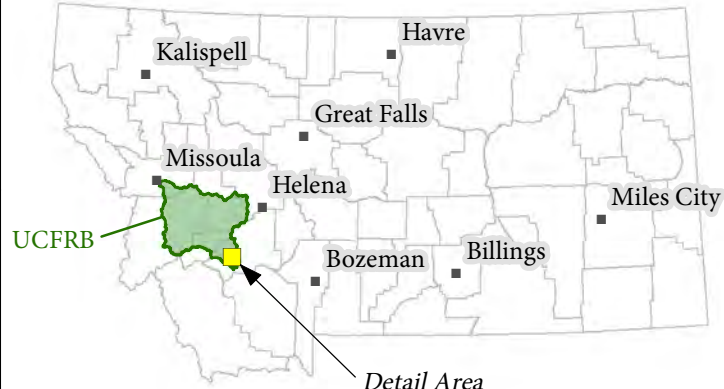 Havre
Kalispell
Great Falls
Missoula
Helena
Miles City
UCFRB
Bozeman
Billings
Detail Area